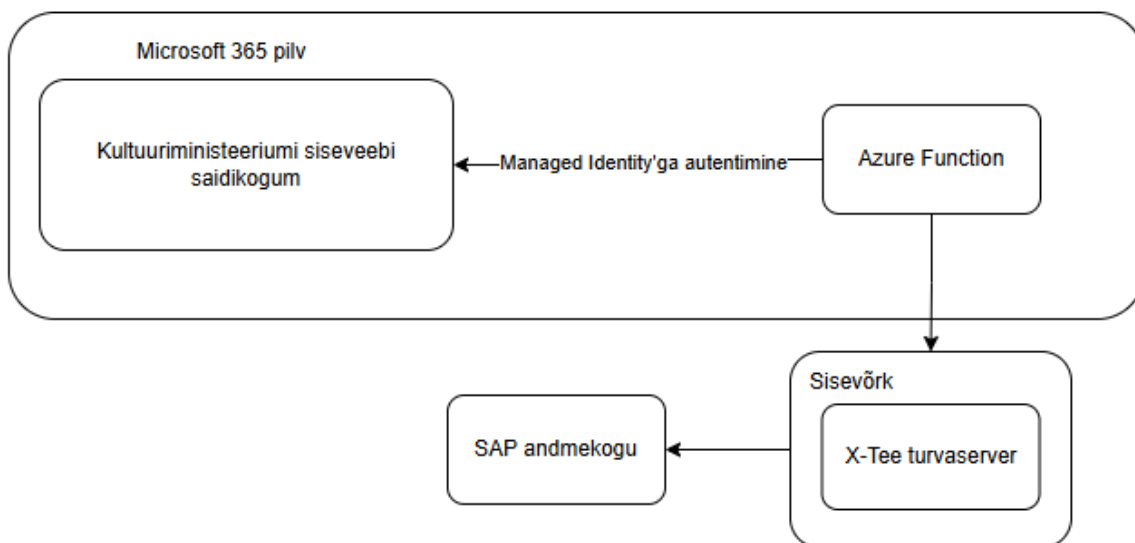 Microsoft 365 pilv
Kultuuriministeeriumi siseveebi
saidikogum
Managed Identity'ga autentimine
Azure Function
Sisevõrk
SAP andmekogu
X-Tee turvaserver